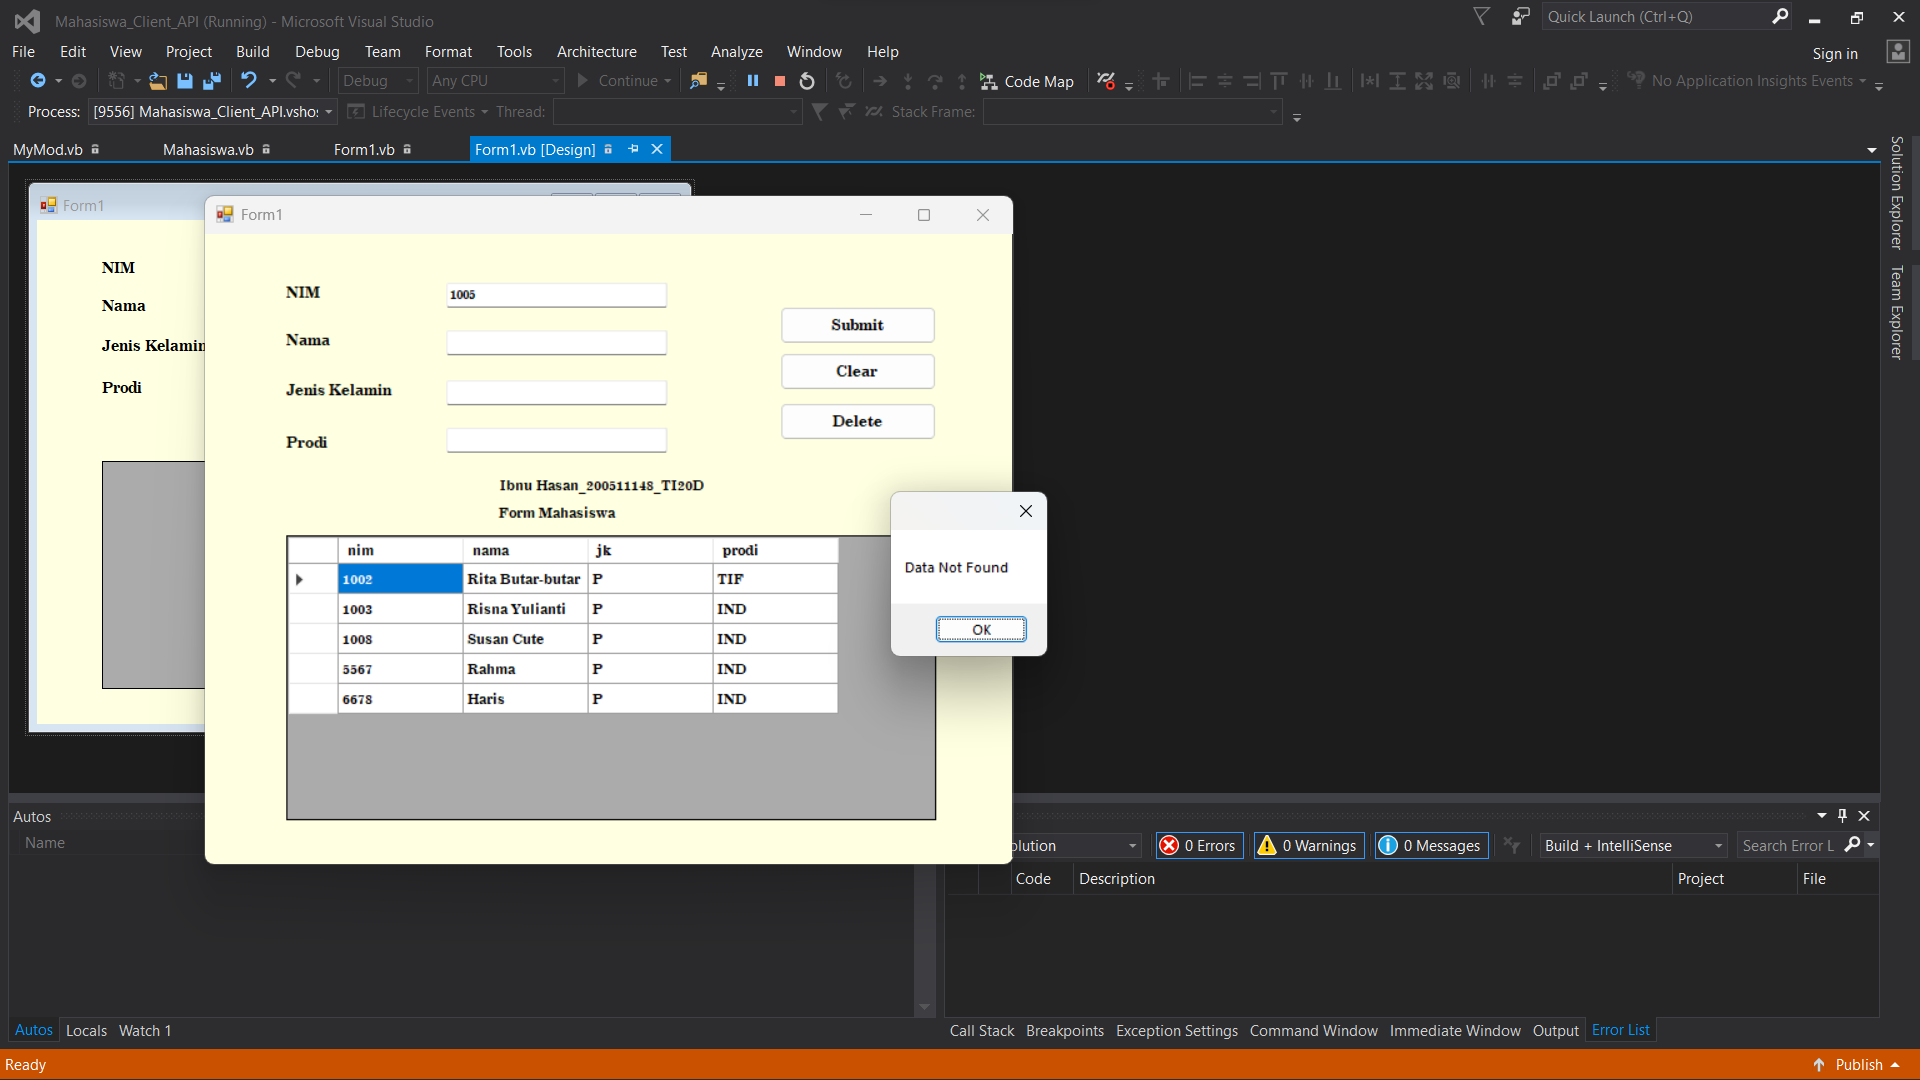 Mahasiswa_Client_API (Running) - Microsoft Visual Studio
Quick Launch (Ctrl+Q)
File Edit View Project Build Debug Team Format Tools Architecture Test Analyze Window Help
Sign in
Debug Any CPU Continue Code Map No Application Insights Events
Process: [9556] Mahasiswa_Client_API.vshos Lifecycle Events Thread: Stack Frame:
MyMod.vb Mahasiswa.vb Form1.vb Form1.vb [Design]
Solution Explorer
Team Explorer
Form1
NIM
Nama
Jenis Kelamin
Prodi
Form1
NIM 1005
Nama
Jenis Kelamin
Prodi
Submit
Clear
Delete
Ibnu Hasan_200511148_TI20D
Form Mahasiswa
nim nama jk prodi
1002 Rita Butar-butar P TIF
1003 Risna Yulianti P IND
1008 Susan Cute P IND
5567 Rahma P IND
6678 Haris P IND
Data Not Found
OK
Autos
Name
olution 0 Errors 0 Warnings 0 Messages Build + IntelliSense Search Error L
Code Description Project File
Autos Locals Watch 1
Call Stack Breakpoints Exception Settings Command Window Immediate Window Output Error List
Ready
Publish